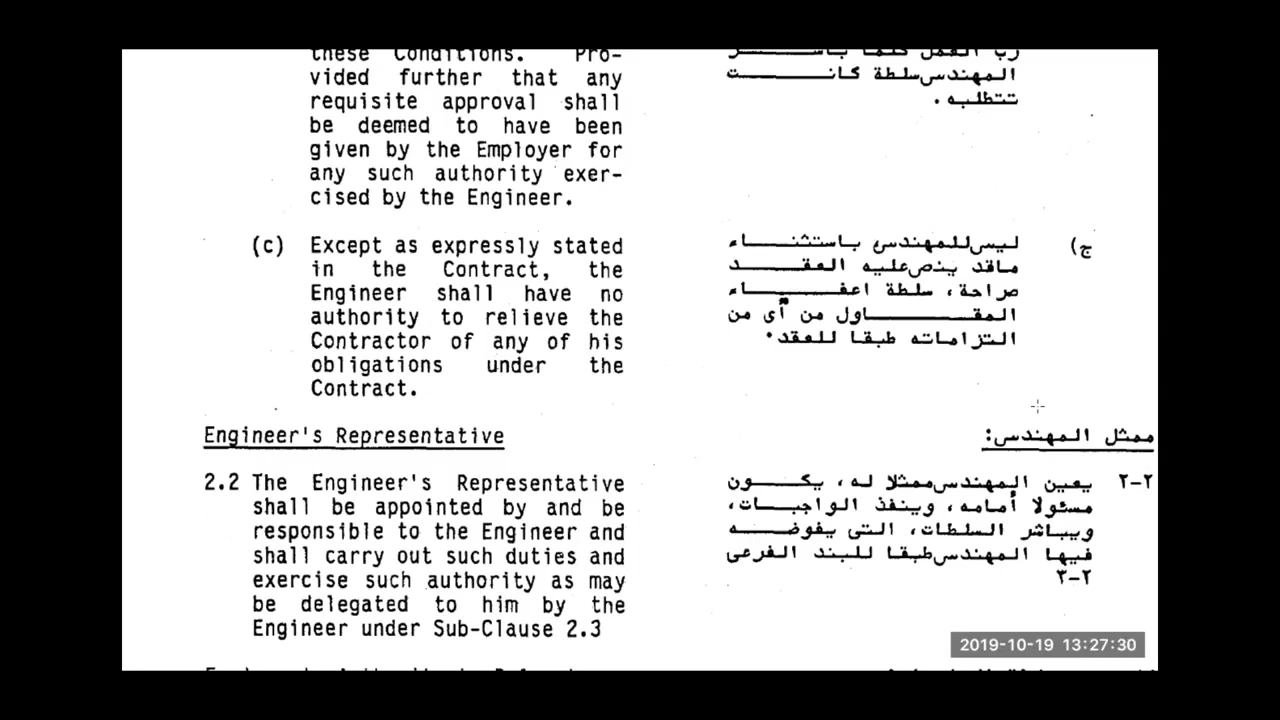 these Conditions. Pro-
vided further that any
requisite approval shall
be deemed to have been
given by the Employer for
any such authority exer-
cised by the Engineer.
(c) Except as expressly stated
in the Contract, the
Engineer shall have no
authority to relieve the
Contractor of any of his
obligations under the
Contract.
Engineer's Representative
2.2 The Engineer's Representative
shall be appointed by and be
responsible to the Engineer and
shall carry out such duties and
exercise such authority as may
be delegated to him by the
Engineer under Sub-Clause 2.3
رب العمل كلما باشر
المهندس سلطة كانت
تتطلبه .
ج) ليس للمهندس باستثناء
ماقد ينص عليه العقد
صراحة، سلطة اعفاء
المقاول من أى من
التزاماته طبقا للعقد.
ممثل المهندس:
٢-٢ يعين المهندس ممثلا له، يكون
مسئولا أمامه، وينفذ الواجبات،
ويباشر السلطات، التى يفوضه
فيها المهندس طبقا للبند الفرعى
٢-٣
2019-10-19 13:27:30